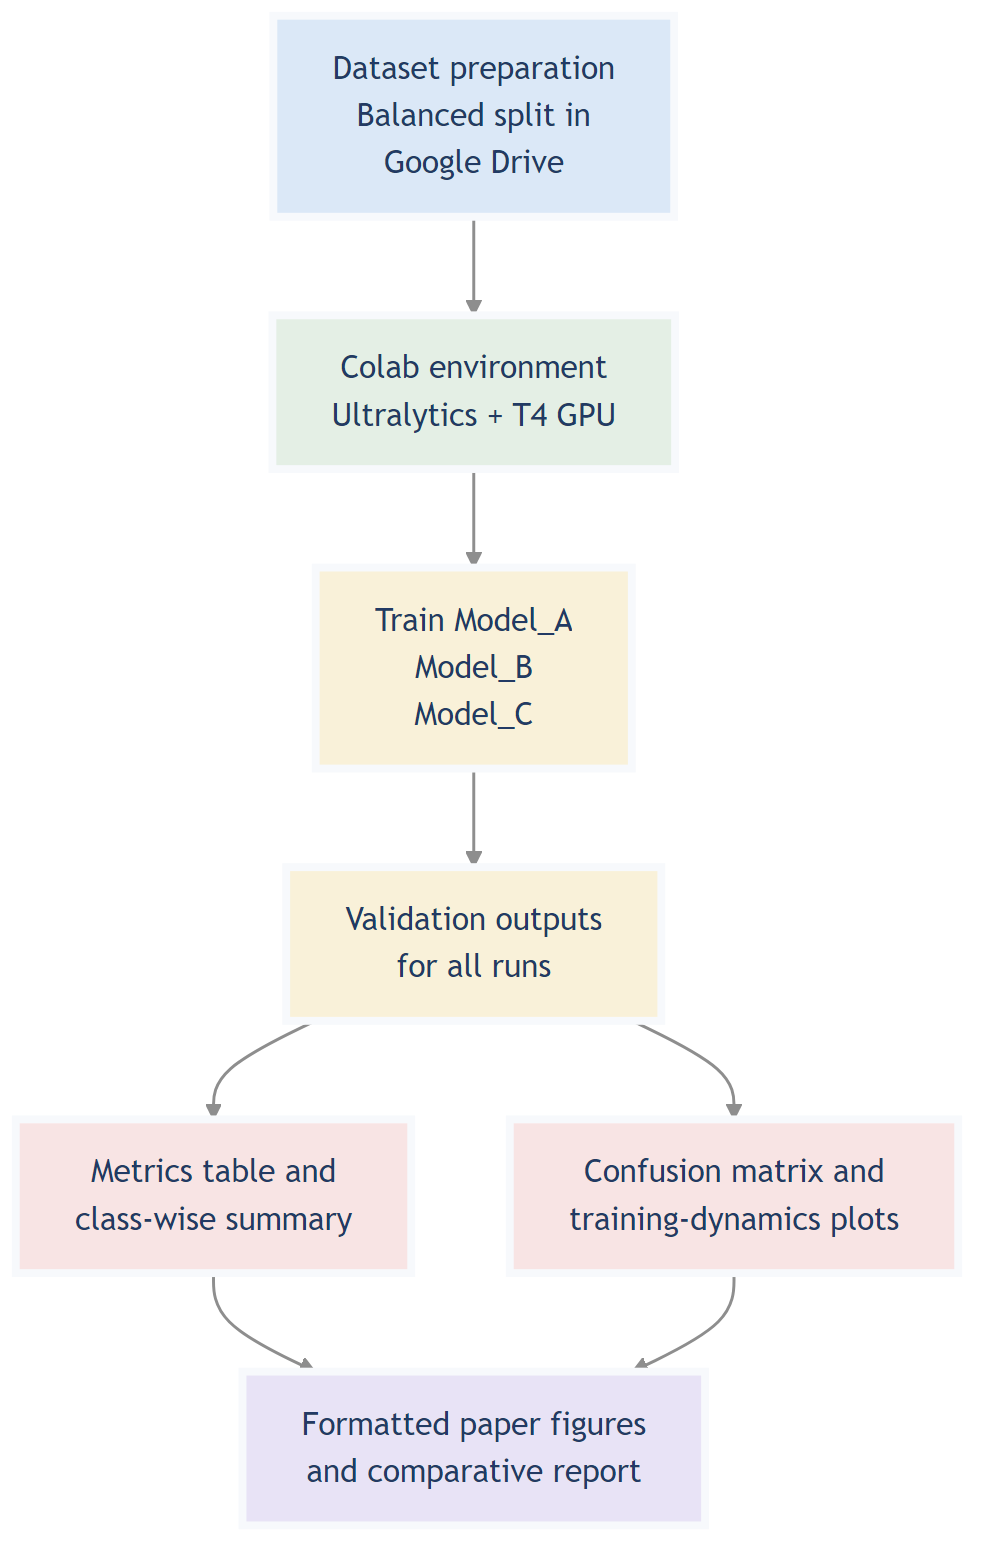 Dataset preparation
Balanced split in
Google Drive
Colab environment
Ultralytics + T4 GPU
Train Model_A
Model_B
Model_C
Validation outputs
for all runs
Metrics table and
class-wise summary
Confusion matrix and
training-dynamics plots
Formatted paper figures
and comparative report